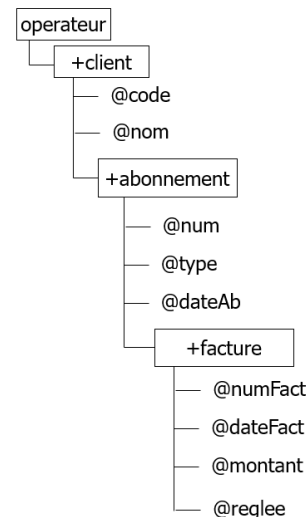 operateur
+client
@code
@nom
+abonnement
@num
@type
@dateAb
+facture
@numFact
@dateFact
@montant
@reglee